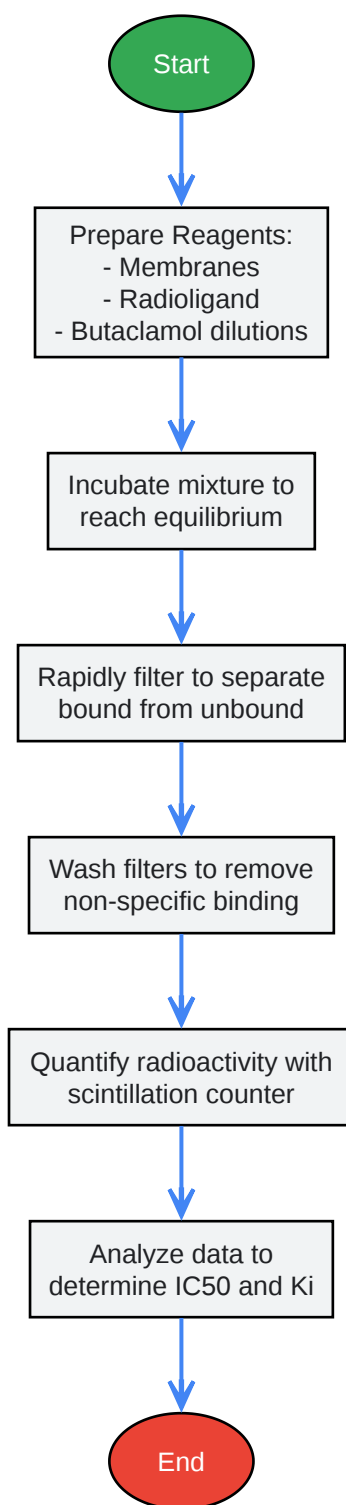 Start
Prepare Reagents:
- Membranes
- Radioligand
- Butaclamol dilutions
Incubate mixture to
reach equilibrium
Rapidly filter to separate
bound from unbound
Wash filters to remove
non-specific binding
Quantify radioactivity with
scintillation counter
Analyze data to
determine IC50 and Ki
End